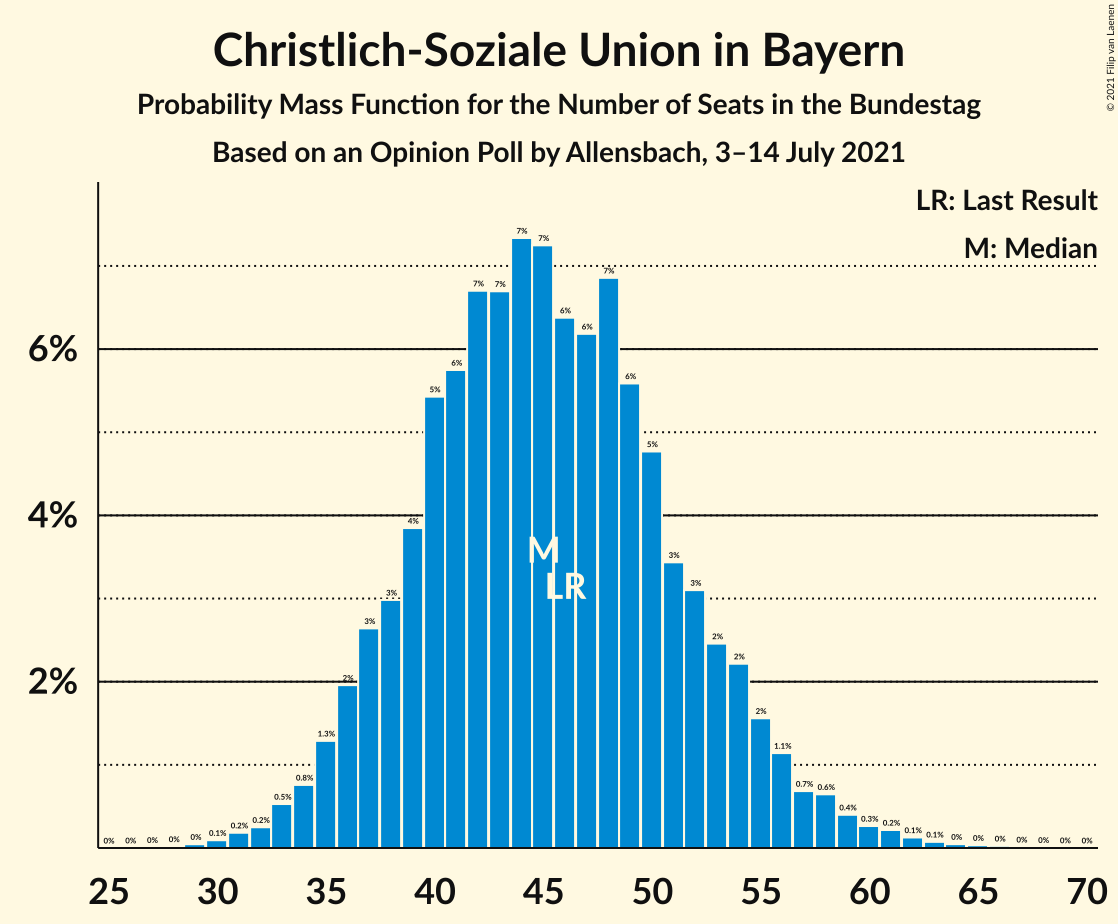 Christlich-Soziale Union in Bayern
Probability Mass Function for the Number of Seats in the Bundestag
Based on an Opinion Poll by Allensbach, 3–14 July 2021
© 2021 Filip van Laenen
LR: Last Result
M: Median
6%
4%
2%
0% 0% 0% 0% 0% 0.1% 0.2% 0.2% 0.5% 0.8% 1.3% 2% 3% 3% 4% 5% 6% 7% 7% 7% 7% 6% 6% 7% 6% 5% 3% 3% 2% 2% 2% 1.1% 0.7% 0.6% 0.4% 0.3% 0.2% 0.1% 0.1% 0% 0% 0% 0% 0% 0% 0%
M
LR
25 30 35 40 45 50 55 60 65 70